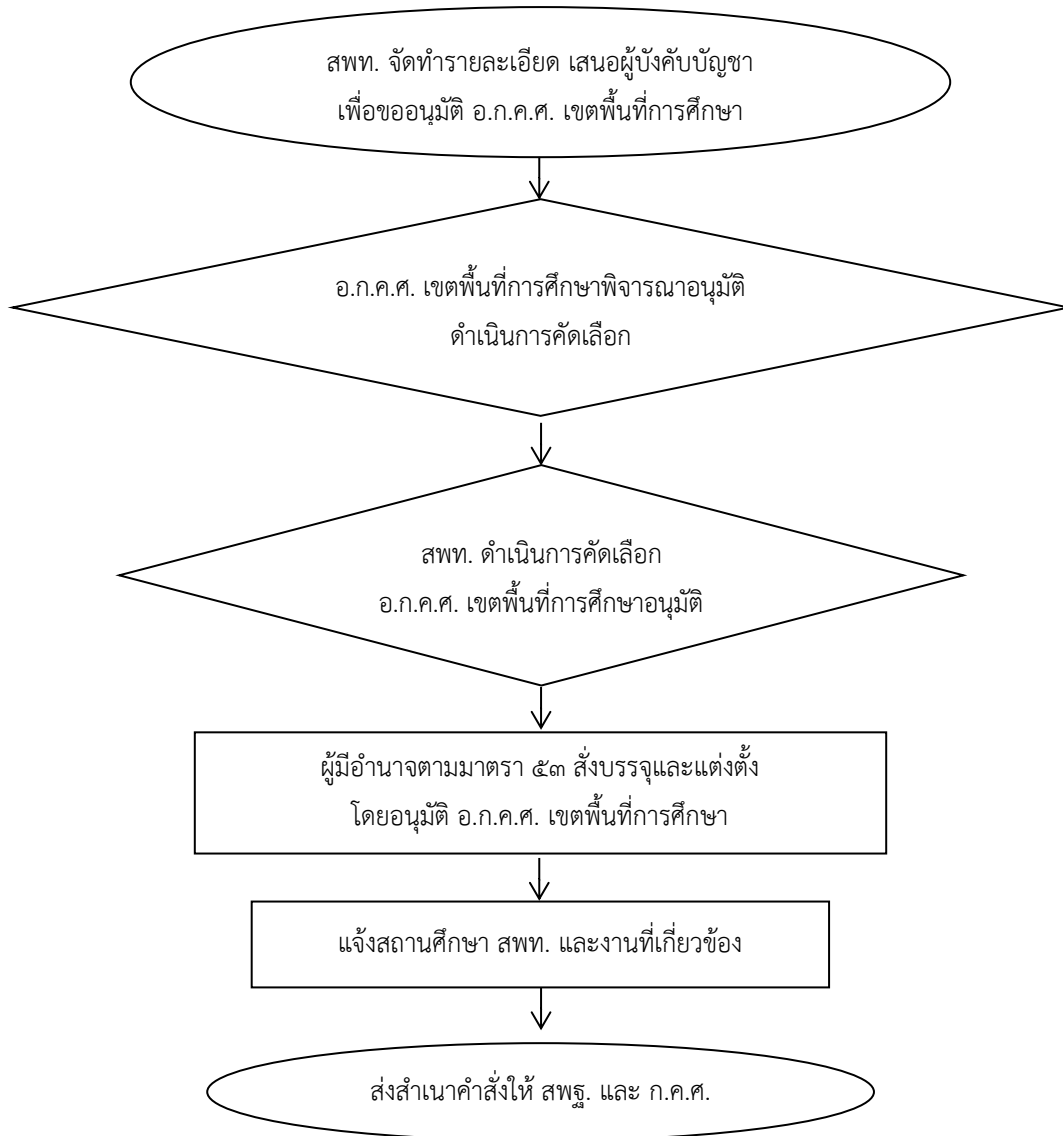 สพท. จัดทำรายละเอียด เสนอผู้บังคับบัญชา
เพื่อขออนุมัติ อ.ก.ค.ศ. เขตพื้นที่การศึกษา
อ.ก.ค.ศ. เขตพื้นที่การศึกษาพิจารณาอนุมัติ
ดำเนินการคัดเลือก
สพท. ดำเนินการคัดเลือก
อ.ก.ค.ศ. เขตพื้นที่การศึกษาอนุมัติ
ผู้มีอำนาจตามมาตรา ๕๓ สั่งบรรจุและแต่งตั้ง
โดยอนุมัติ อ.ก.ค.ศ. เขตพื้นที่การศึกษา
แจ้งสถานศึกษา สพท. และงานที่เกี่ยวข้อง
ส่งสำเนาคำสั่งให้ สพฐ. และ ก.ค.ศ.